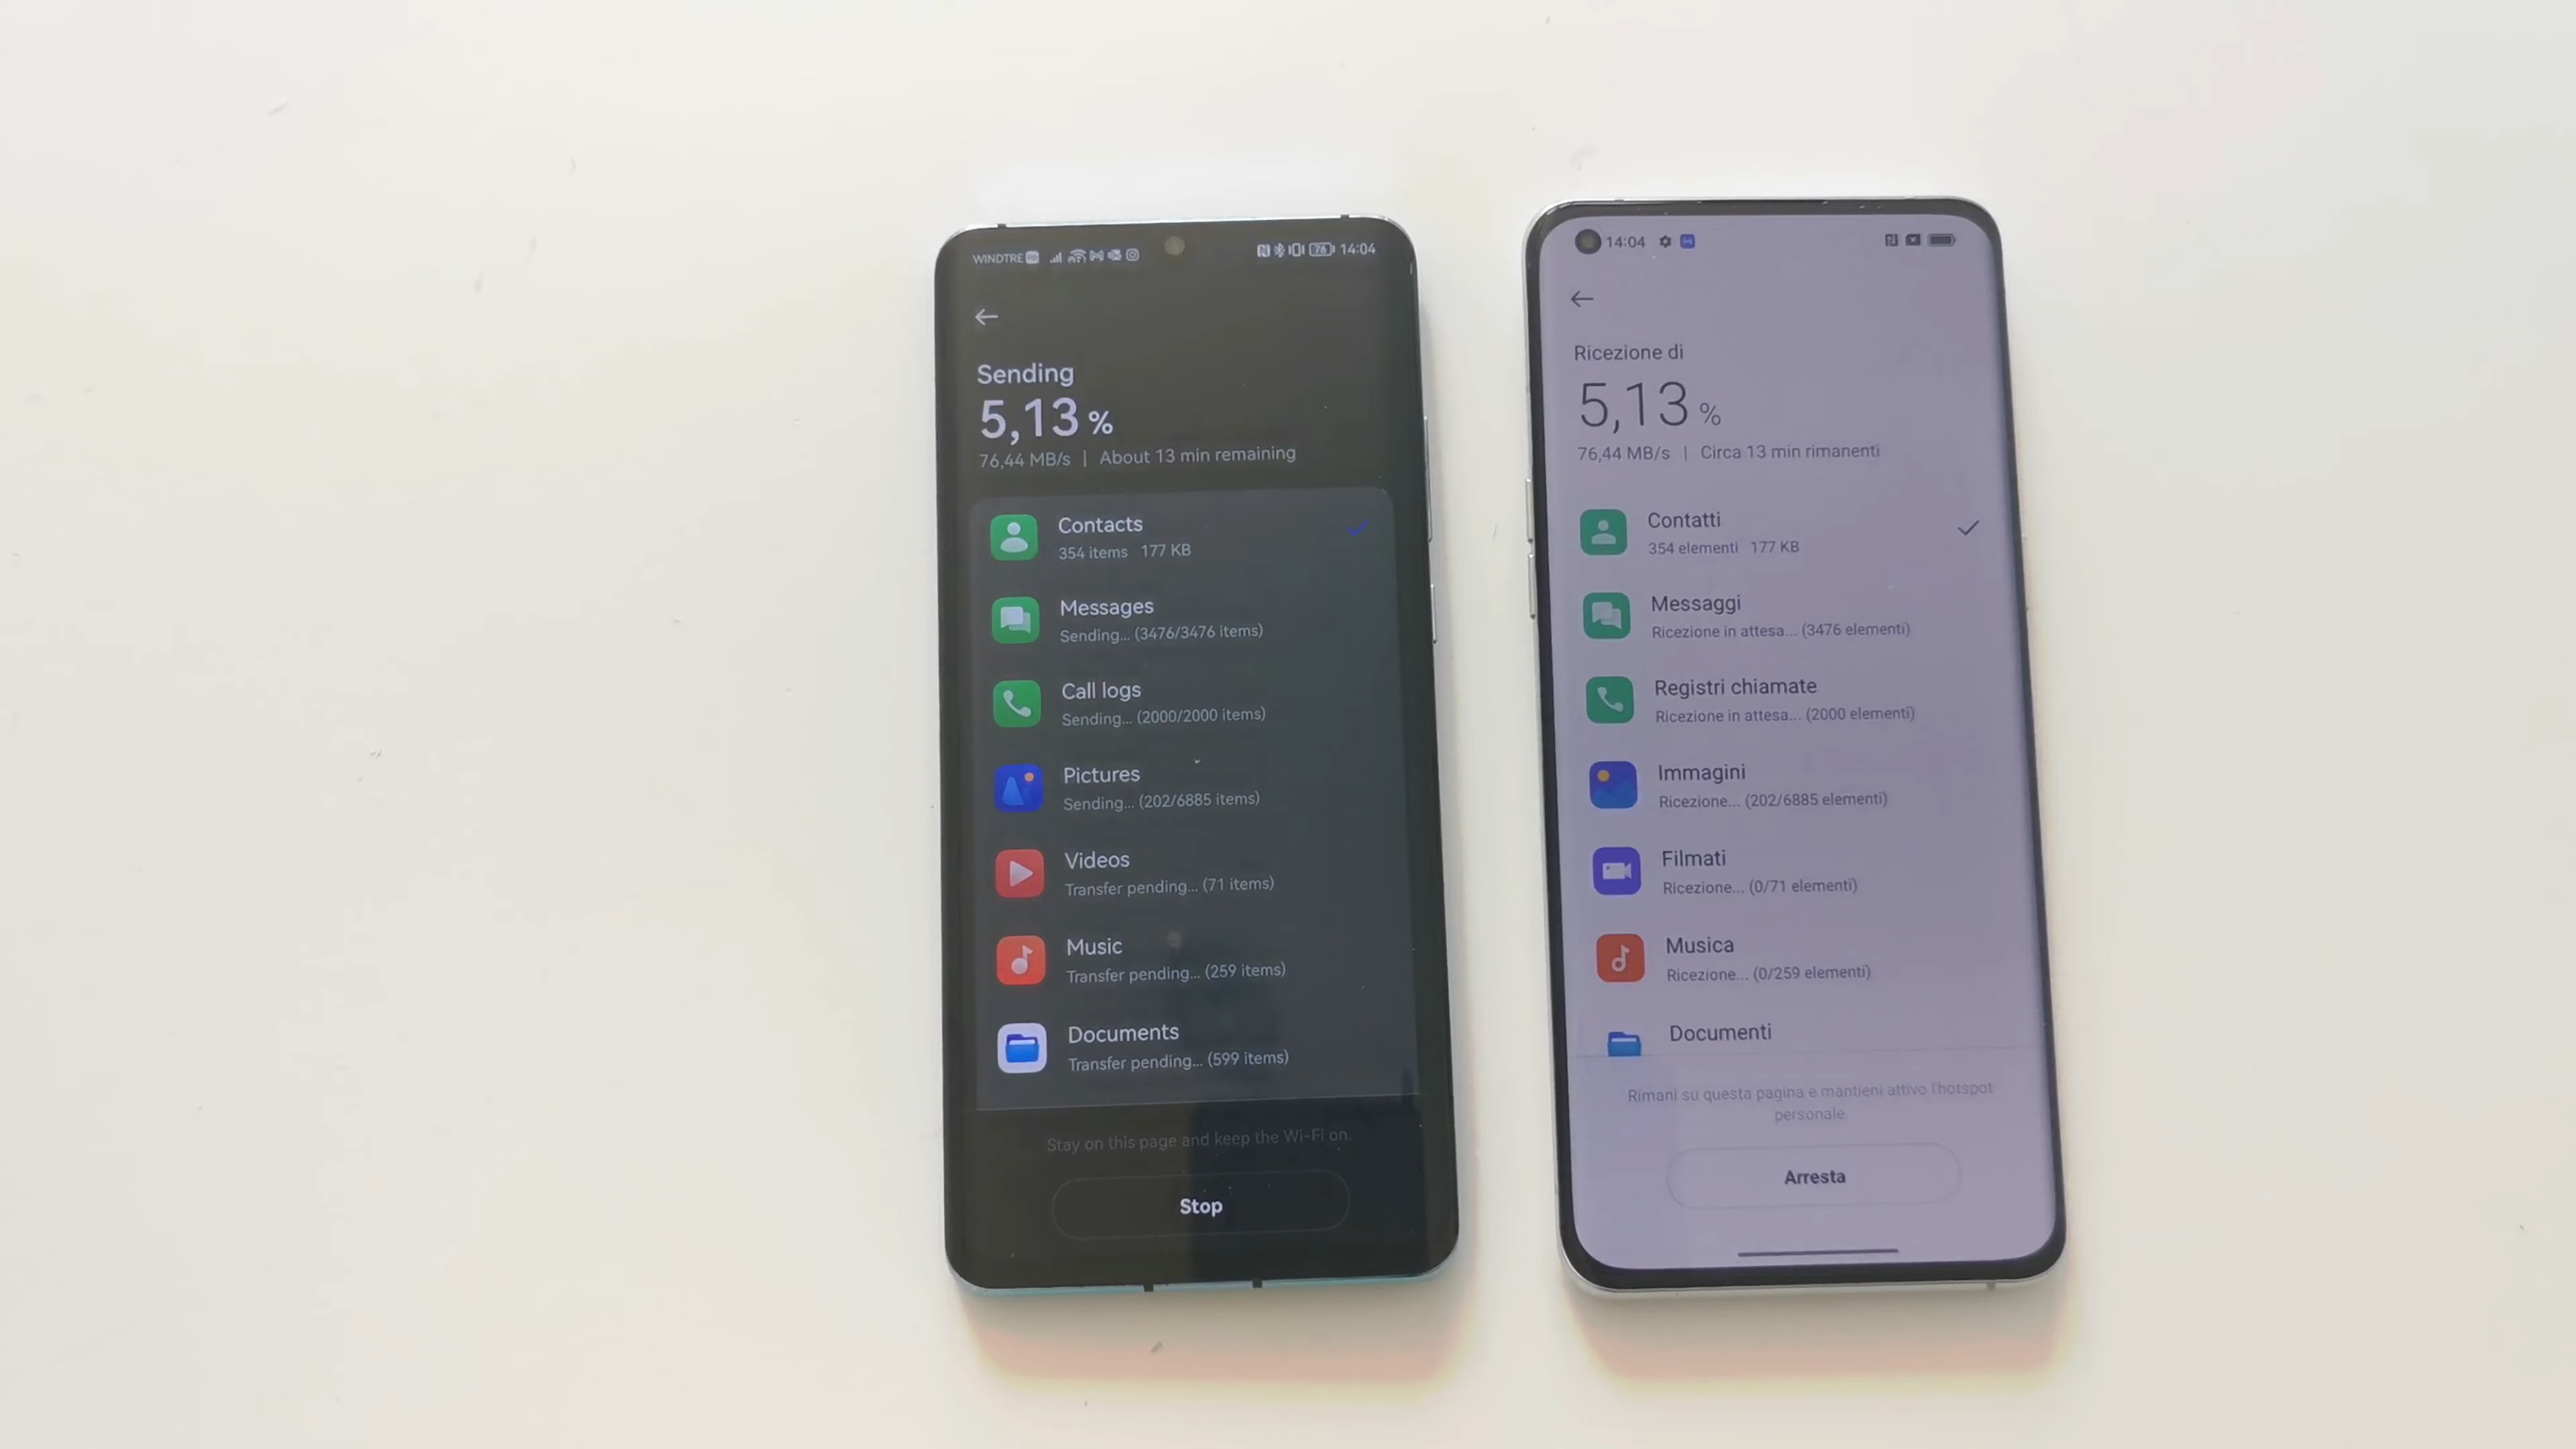 WINDTRE
76 14:04
Sending
5,13 %
76,44 MB/s | About 13 min remaining
Contacts
354 items 177 KB
Messages
Sending... (3476/3476 items)
Call logs
Sending... (2000/2000 items)
Pictures
Sending... (202/6885 items)
Videos
Transfer pending... (71 items)
Music
Transfer pending... (259 items)
Documents
Transfer pending... (599 items)
Stay on this page and keep the Wi-Fi on.
Stop
14:04
Ricezione di
5,13 %
76,44 MB/s | Circa 13 min rimanenti
Contatti
354 elementi 177 KB
Messaggi
Ricezione in attesa... (3476 elementi)
Registri chiamate
Ricezione in attesa... (2000 elementi)
Immagini
Ricezione... (202/6885 elementi)
Filmati
Ricezione... (0/71 elementi)
Musica
Ricezione... (0/259 elementi)
Documenti
Rimani su questa pagina e mantieni attivo l'hotspot
personale.
Arresta